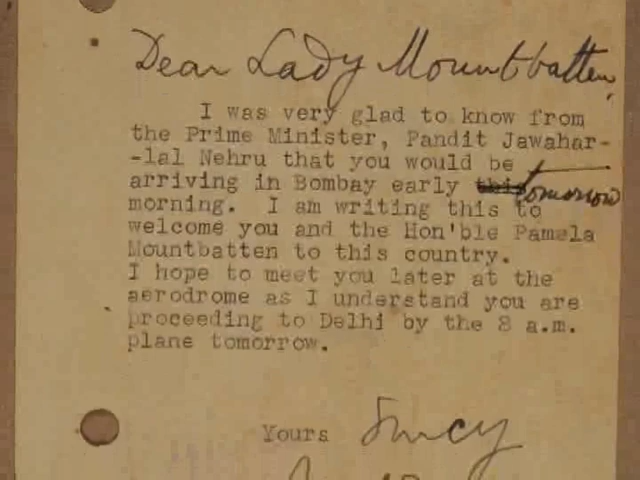 Dear Lady Mountbatten,
I was very glad to know from
the Prime Minister, Pandit Jawahar-
-lal Nehru that you would be
arriving in Bombay early this tomorrow
morning. I am writing this to
welcome you and the Hon'ble Pamela
Mountbatten to this country.
I hope to meet you later at the
aerodrome as I understand you are
proceeding to Delhi by the 8 a.m.
plane tomorrow.
Yours